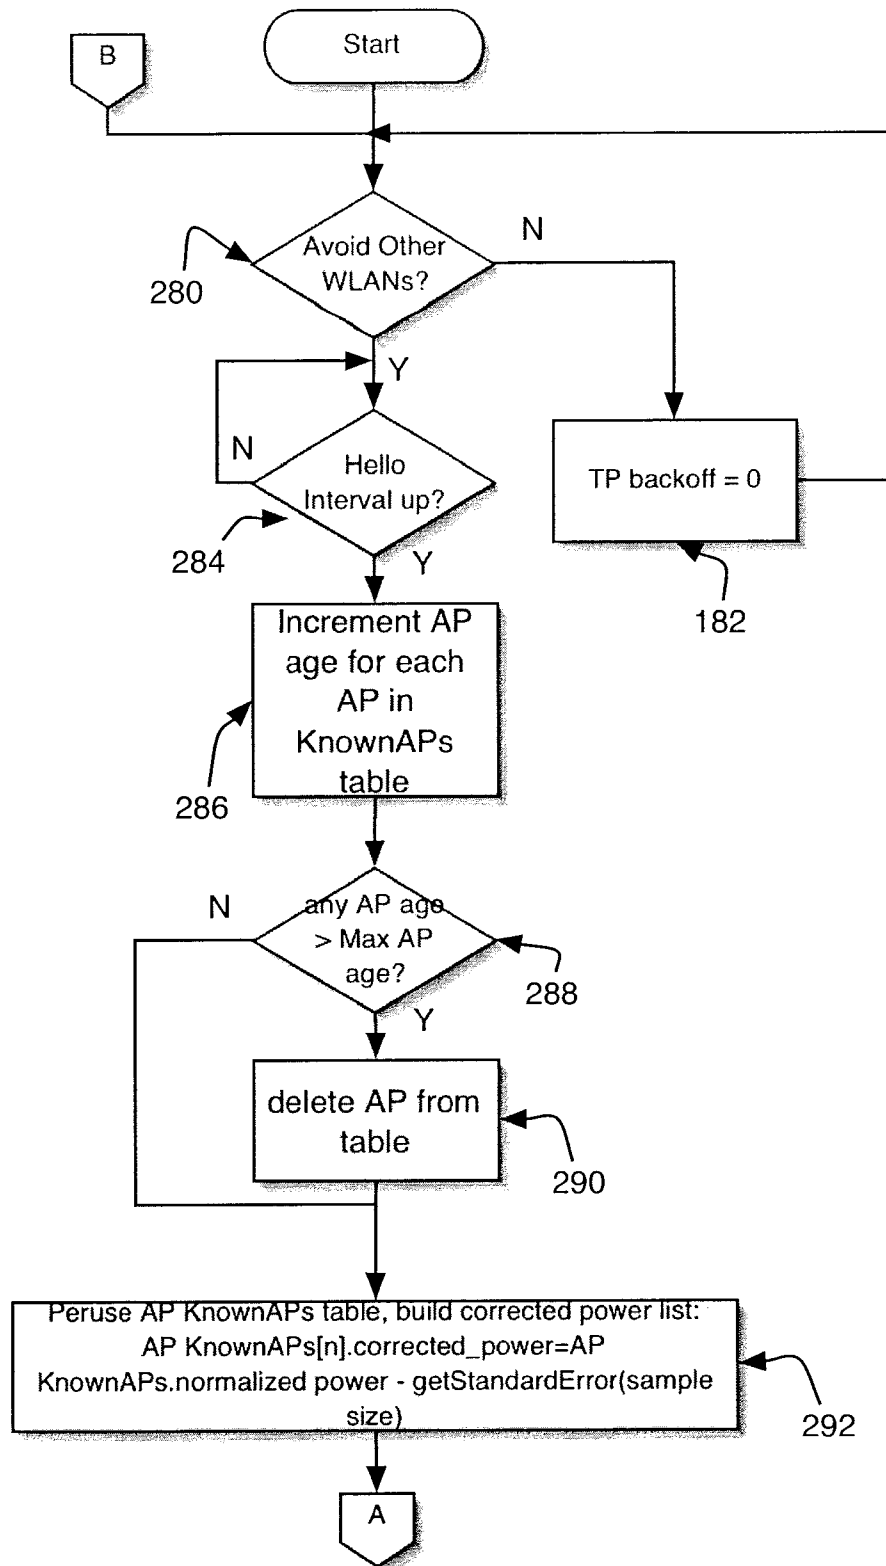 B
Start
Avoid Other
WLANs?
N
280
Y
N
Hello
Interval up?
TP backoff = 0
284
Y
182
Increment AP
age for each
AP in
KnownAPs
table
286
N
any AP age
> Max AP
age?
288
Y
delete AP from
table
290
Peruse AP KnownAPs table, build corrected power list:
AP KnownAPs[n].corrected_power=AP
KnownAPs.normalized power - getStandardError(sample
size)
292
A